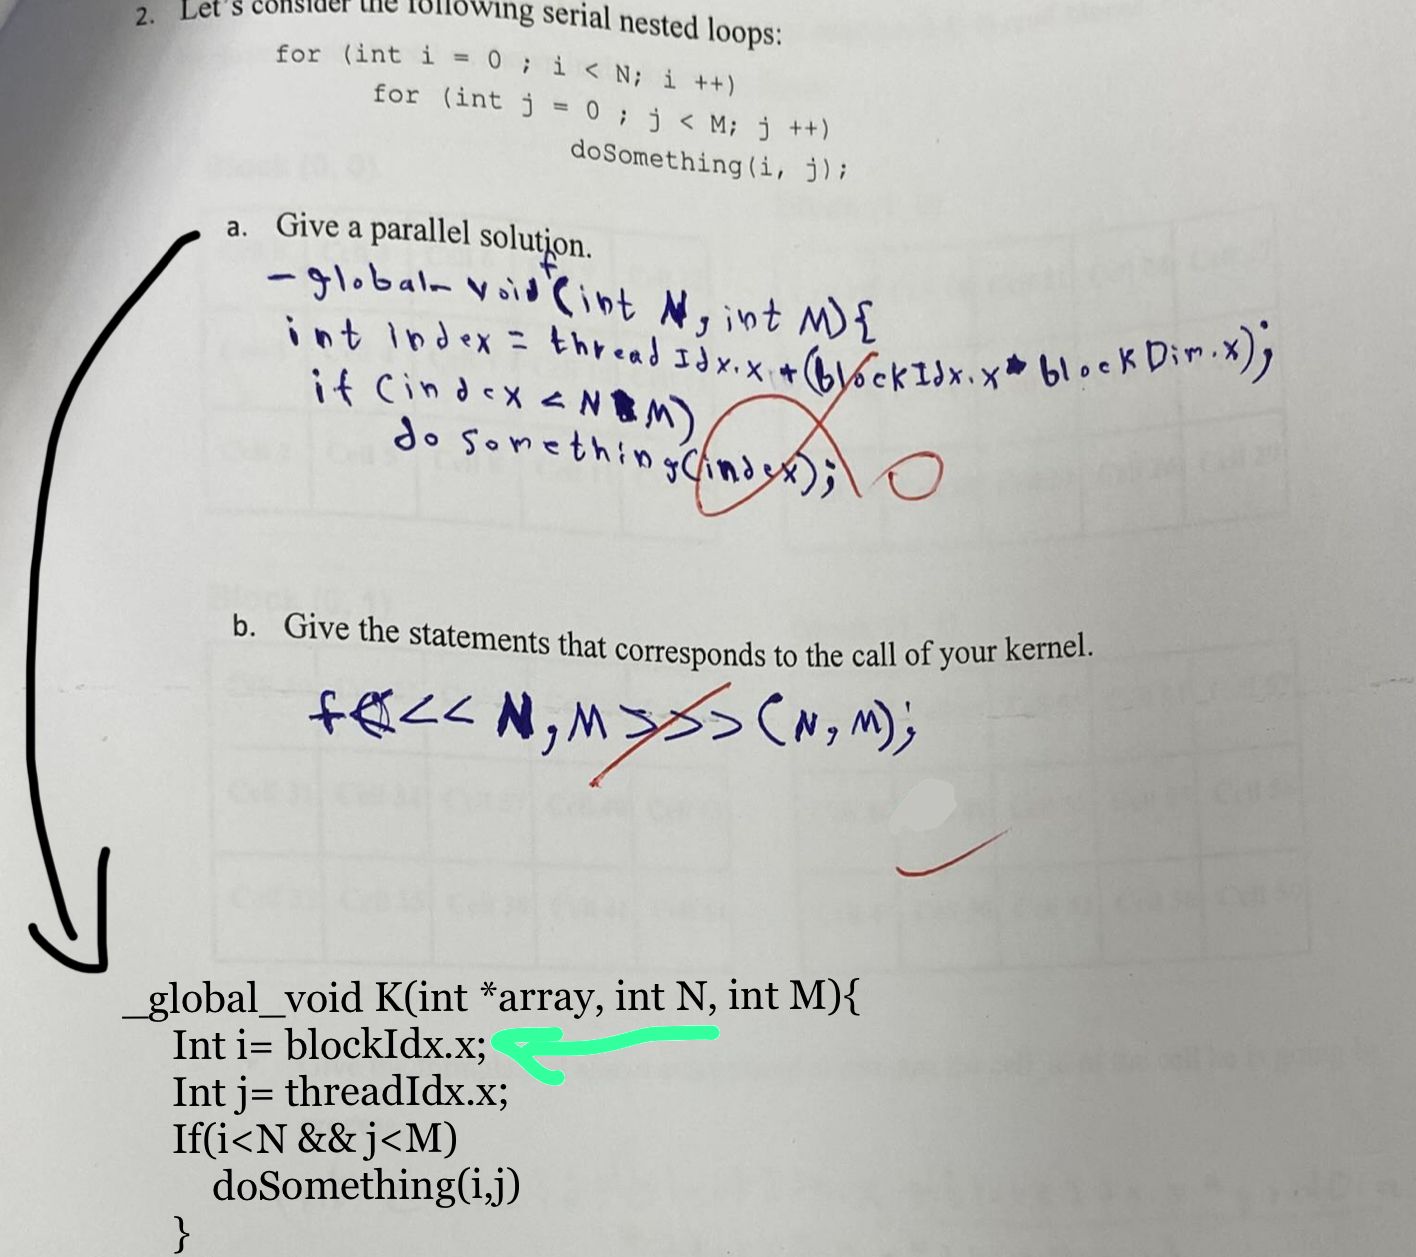 2. Let's consider the following serial nested loops:
for (int i = 0 ; i < N; i ++)
for (int j = 0 ; j < M; j ++)
doSomething(i, j);
a. Give a parallel solution.
-global- void f(int N, int M){
int index = threadIdx.x + (blockIdx.x * blockDim.x);
if (index < N M)
do something(index);
0
b. Give the statements that corresponds to the call of your kernel.
f <<< N, M >>> (N, M);
_global_void K(int *array, int N, int M){
Int i= blockIdx.x;
Int j= threadIdx.x;
If(i<N && j<M)
doSomething(i,j)
}